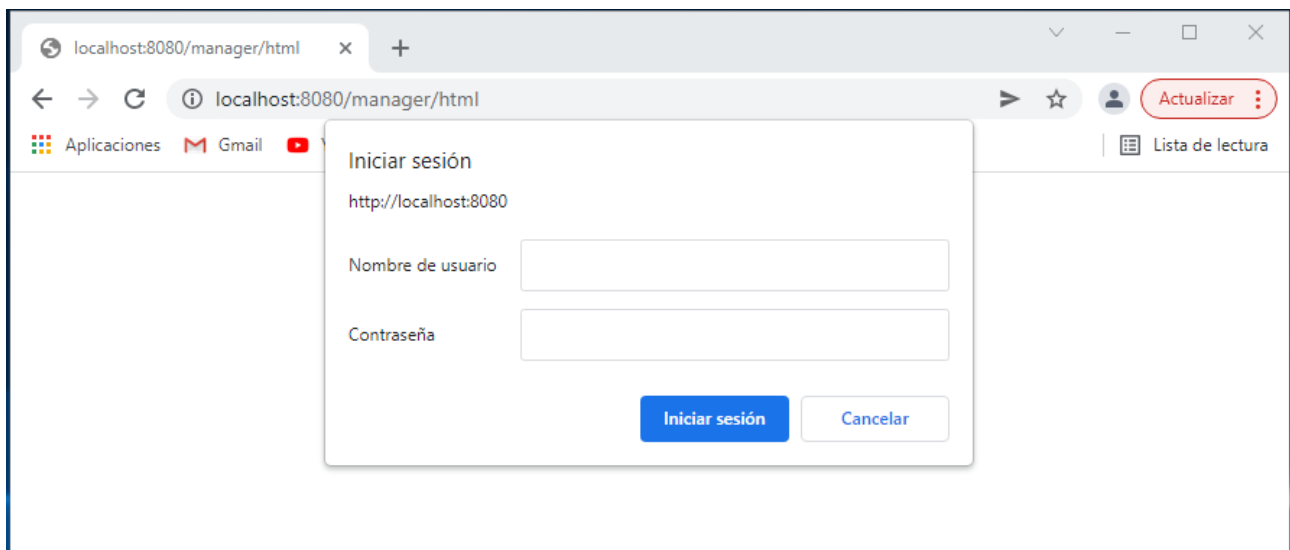 localhost:8080/manager/html
localhost:8080/manager/html
Actualizar
Aplicaciones Gmail
Lista de lectura
Iniciar sesión
http://localhost:8080
Nombre de usuario
Contraseña
Iniciar sesión Cancelar